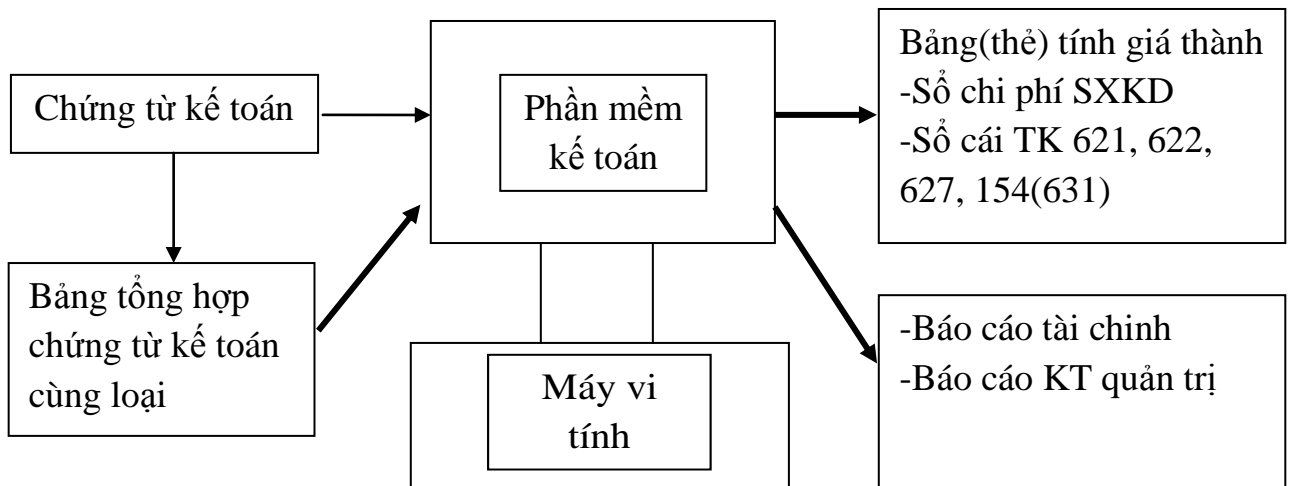 Chứng từ kế toán
Bảng tổng hợp
chứng từ kế toán
cùng loại
Phần mềm
kế toán
Máy vi
tính
Bảng(thẻ) tính giá thành
-Sổ chi phí SXKD
-Sổ cái TK 621, 622,
627, 154(631)
-Báo cáo tài chinh
-Báo cáo KT quản trị